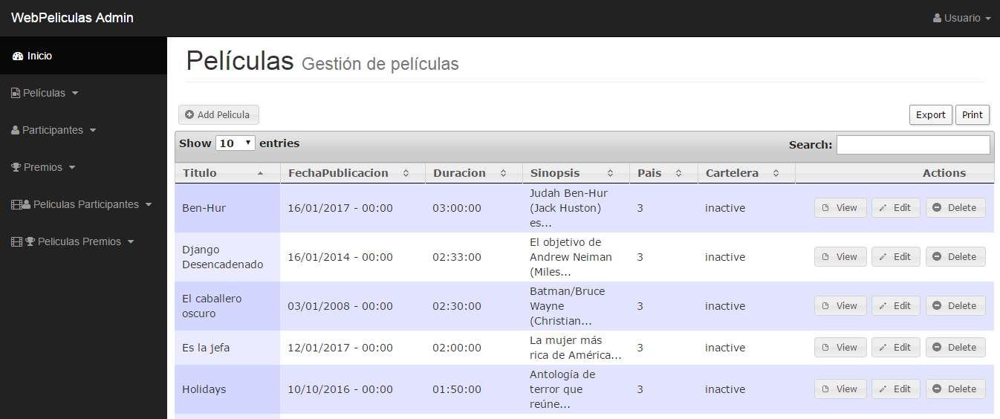 WebPeliculas Admin
Usuario
Inicio
Películas
Participantes
Premios
Peliculas Participantes
Peliculas Premios
Películas Gestión de películas
Add Pelicula
Export Print
Show 10 entries
Search:
Titulo FechaPublicacion Duracion Sinopsis Pais Cartelera Actions
Ben-Hur 16/01/2017 - 00:00 03:00:00 Judah Ben-Hur
(Jack Huston)
es... 3 inactive View Edit Delete
Django
Desencadenado 16/01/2014 - 00:00 02:33:00 El objetivo de
Andrew Neiman
(Miles... 3 inactive View Edit Delete
El caballero
oscuro 03/01/2008 - 00:00 02:30:00 Batman/Bruce
Wayne
(Christian... 3 inactive View Edit Delete
Es la jefa 12/01/2017 - 00:00 02:00:00 La mujer más
rica de América... 3 inactive View Edit Delete
Holidays 10/10/2016 - 00:00 01:50:00 Antología de
terror que
reúne... 3 inactive View Edit Delete